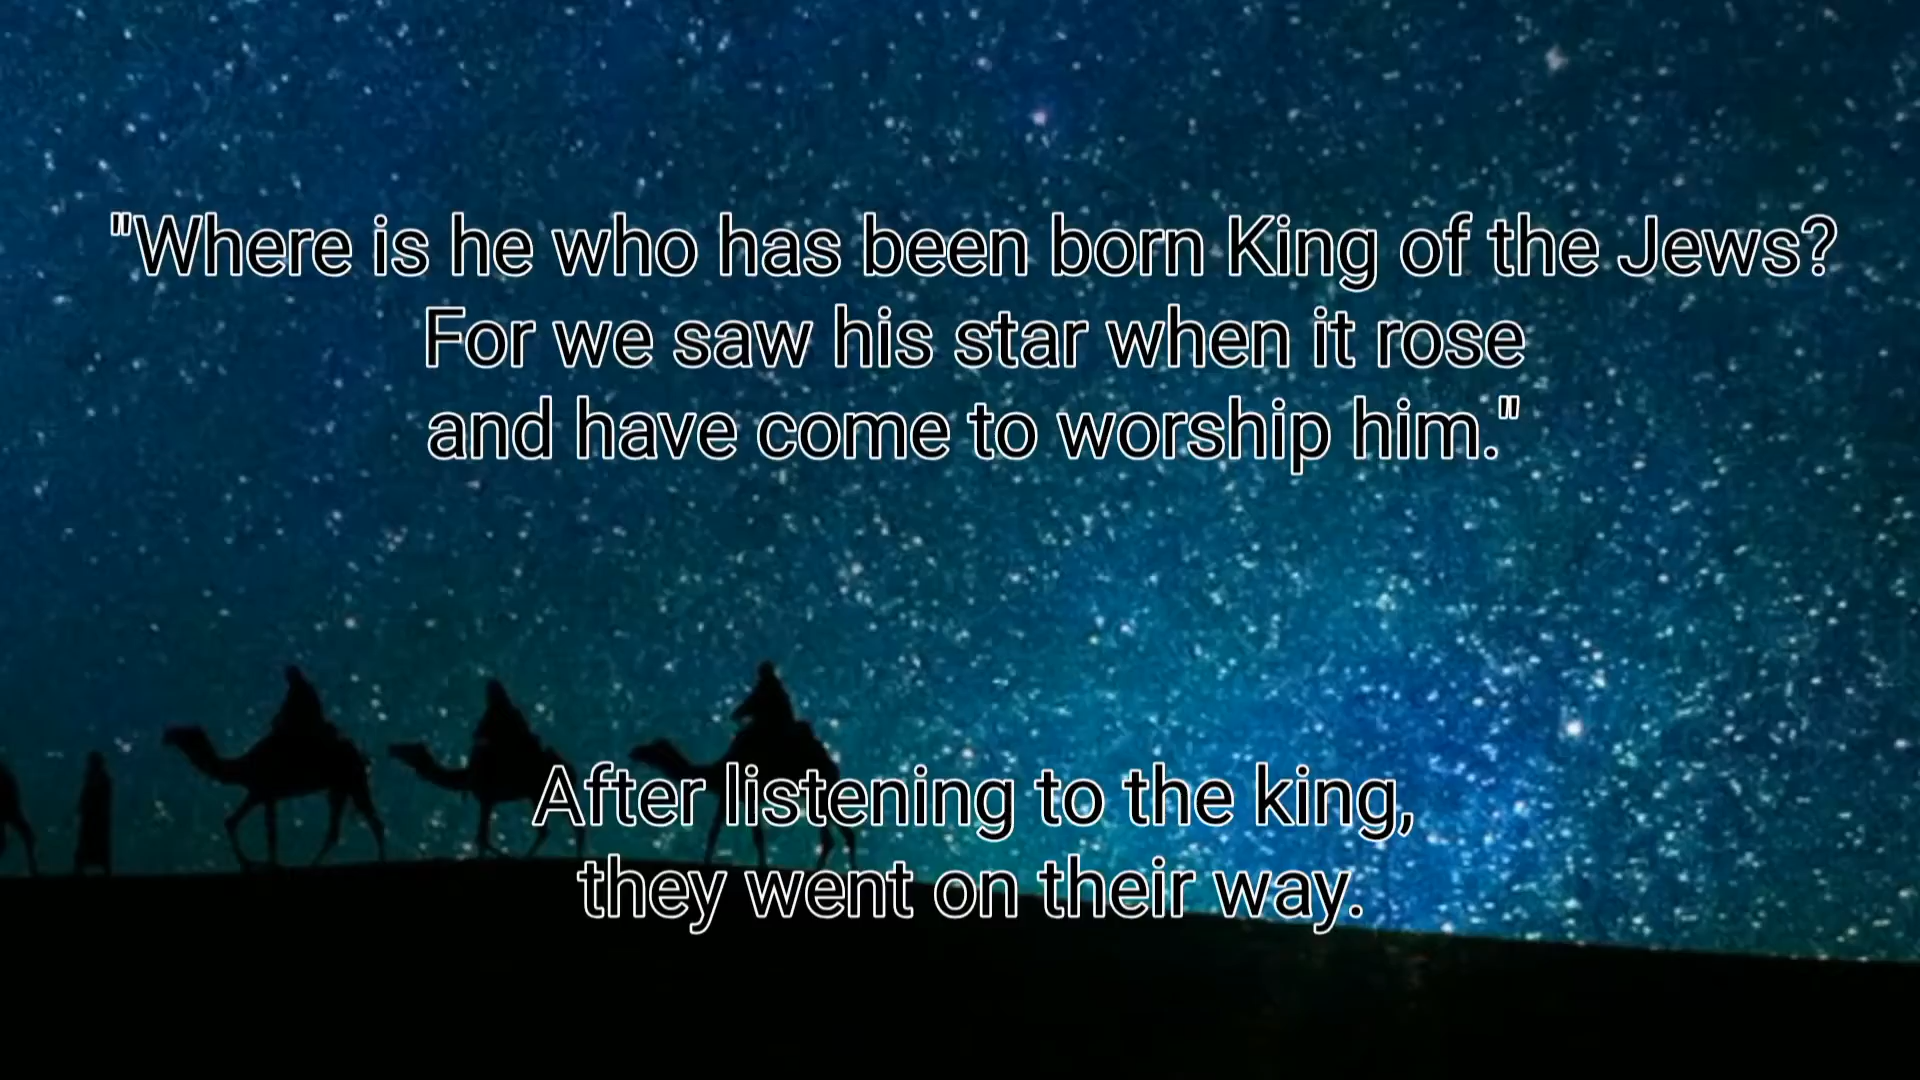 "Where is he who has been born King of the Jews?
For we saw his star when it rose
and have come to worship him."
After listening to the king,
they went on their way.